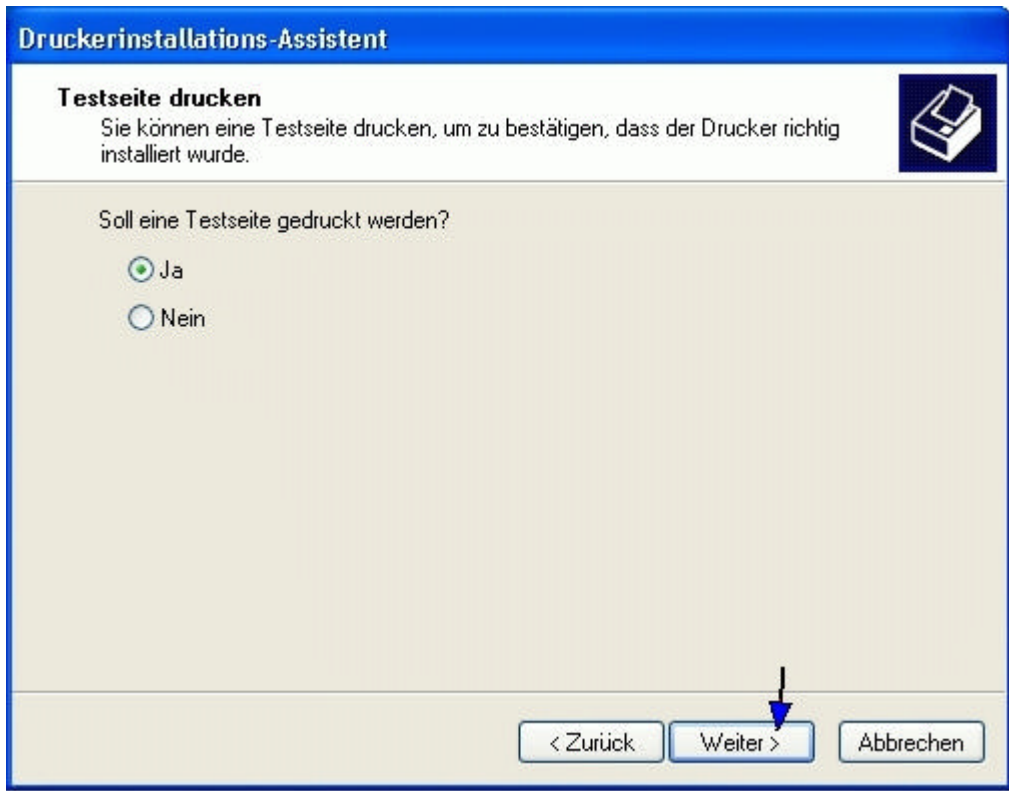 Druckerinstallations-Assistent
Testseite drucken
Sie können eine Testseite drucken, um zu bestätigen, dass der Drucker richtig
installiert wurde.
Soll eine Testseite gedruckt werden?
Ja
Nein
< Zurück
Weiter >
Abbrechen